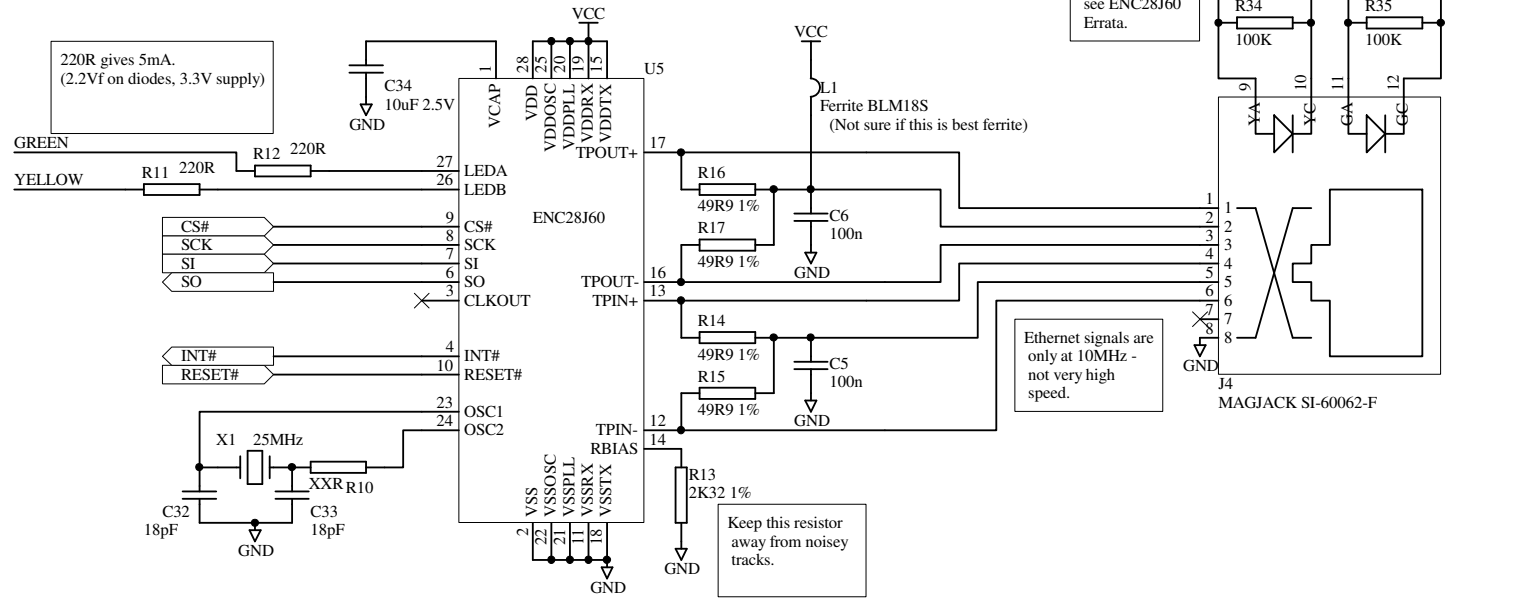 see ENC28J60
Errata.
R34
100K
R35
100K
220R gives 5mA.
(2.2Vf on diodes, 3.3V supply)
VCC
VCC
C34
10uF 2.5V
GND
1
VCAP
28
25
20
19
15
VDD
VDDOSC
VDDPLL
VDDRX
VDDTX
U5
L1
Ferrite BLM18S
(Not sure if this is best ferrite)
9
10
11
12
YA
YC
GA
GC
GREEN
R12
220R
27
LEDA
YELLOW
R11
220R
26
LEDB
CS#
9
CS#
SCK
8
SCK
SI
7
SI
SO
6
SO
3
CLKOUT
ENC28J60
INT#
4
INT#
RESET#
10
RESET#
23
OSC1
24
OSC2
X1
25MHz
XXR
R10
C32
18pF
C33
18pF
GND
TPOUT+
17
R16
49R9 1%
R17
49R9 1%
C6
100n
GND
TPOUT-
16
TPIN+
13
R14
49R9 1%
R15
49R9 1%
C5
100n
GND
TPIN-
12
RBIAS
14
R13
2K32 1%
GND
VSS
VSSOSC
VSSPLL
VSSRX
VSSTX
2
22
21
11
18
GND
Keep this resistor
away from noisey
tracks.
Ethernet signals are
only at 10MHz -
not very high
speed.
1
1
2
2
3
3
4
4
5
5
6
6
7
7
8
8
GND
J4
MAGJACK SI-60062-F